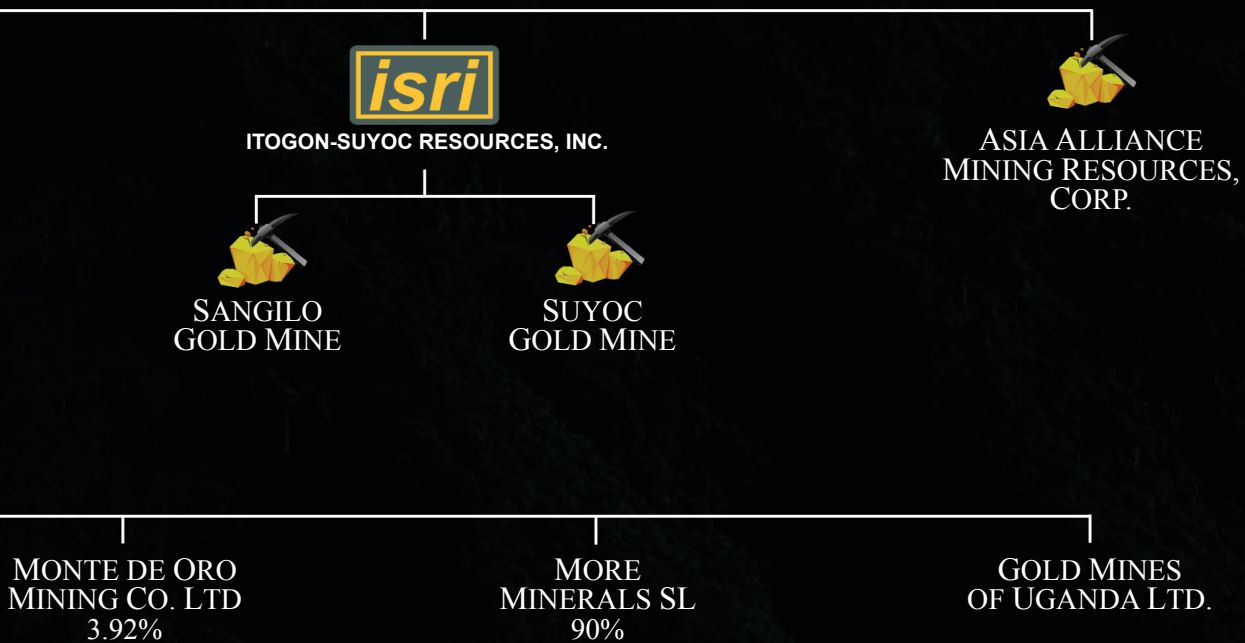 isri
ITOGON-SUYOC RESOURCES, INC.
ASIA ALLIANCE
MINING RESOURCES,
CORP.
SANGILO
GOLD MINE
SUYOC
GOLD MINE
MONTE DE ORO
MINING CO. LTD
3.92%
MORE
MINERALS SL
90%
GOLD MINES
OF UGANDA LTD.